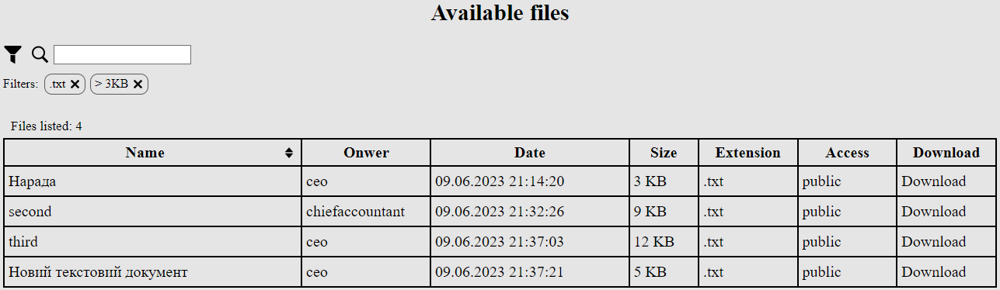 Available files
Filters: .txt > 3KB
Files listed: 4
Name Onwer Date Size Extension Access Download
Нарада ceo 09.06.2023 21:14:20 3 KB .txt public Download
second chiefaccountant 09.06.2023 21:32:26 9 KB .txt public Download
third ceo 09.06.2023 21:37:03 12 KB .txt public Download
Новий текстовий документ ceo 09.06.2023 21:37:21 5 KB .txt public Download